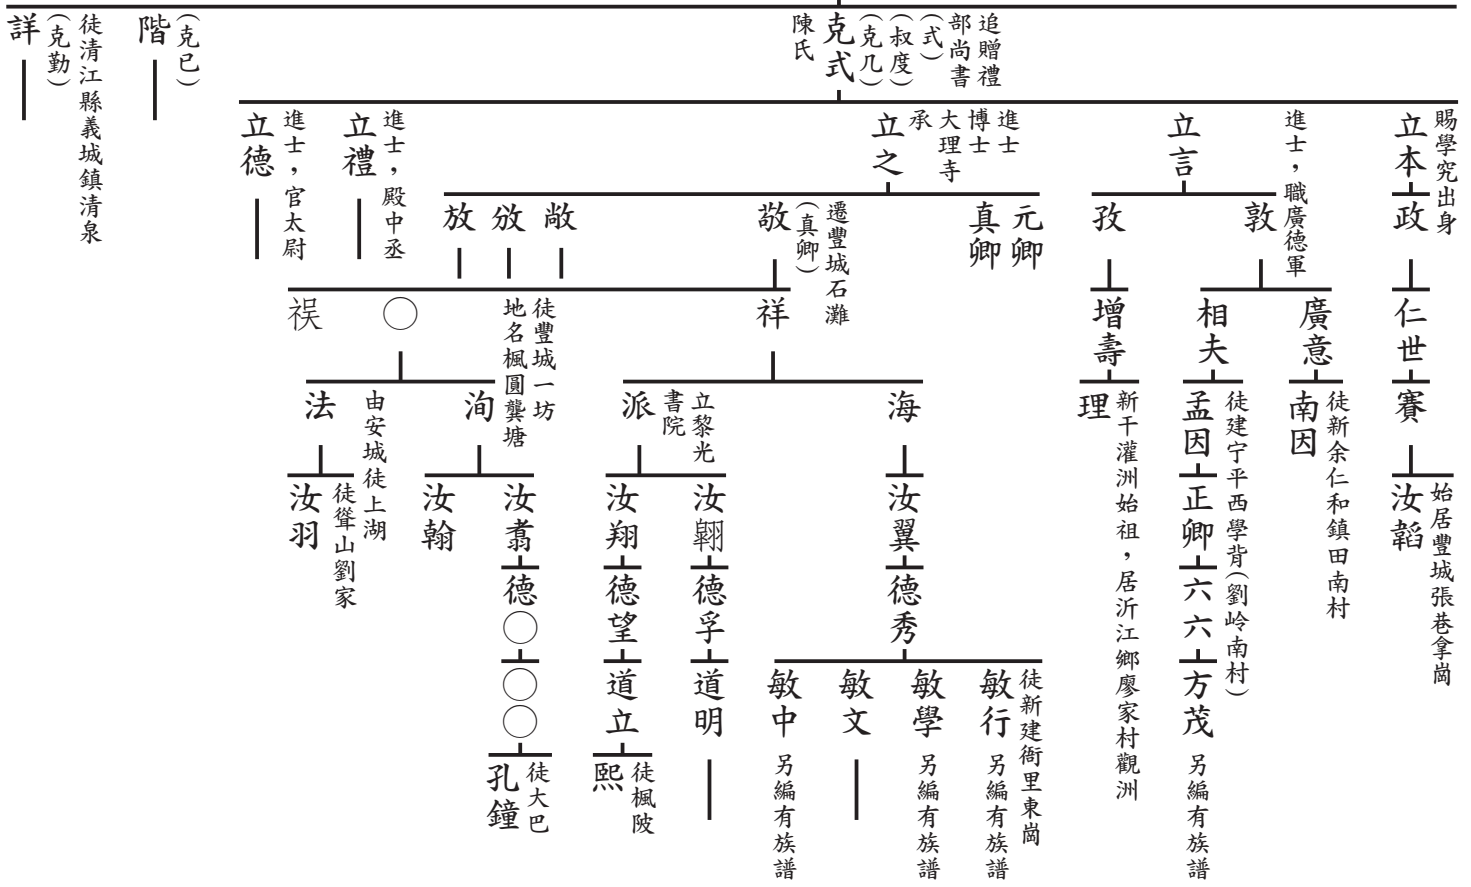 追贈禮
部尚書
(式)
(叔度)
(克几)
克式
陳氏
階
(克已)
徒清江縣義城鎮清泉
(克勤)
詳
賜學究出身
立本
進士，職廣德軍
立言
進士
博士
大理寺
承
立之
進士，殿中丞
立禮
進士，官太尉
立德
政
敦
孜
元卿
真卿
遷豐城石灘
(真卿)
敬
敞
攽
放
仁世
廣意
相夫
增壽
祥
徒豐城一坊
地名楓圓龔塘
○
祦
賽
徒新余仁和鎮田南村
南因
徒建宁平西學背(劉岭南村)
孟因
新干灌洲始祖，居沂江鄉廖家村觀洲
理
海
立黎光
書院
派
洵
由安城徒上湖
法
始居豐城張巷拿崗
汝韜
正卿
汝翼
汝翱
汝翔
汝翥
汝翰
徒聳山劉家
汝羽
六六
德秀
德孚
德望
德○
方茂
另編有族譜
徒新建衙里東崗
敏行
另編有族譜
敏學
另編有族譜
敏文
敏中
另編有族譜
道明
道立
○○
徒楓陂
熙
徒大巴
孔鐘